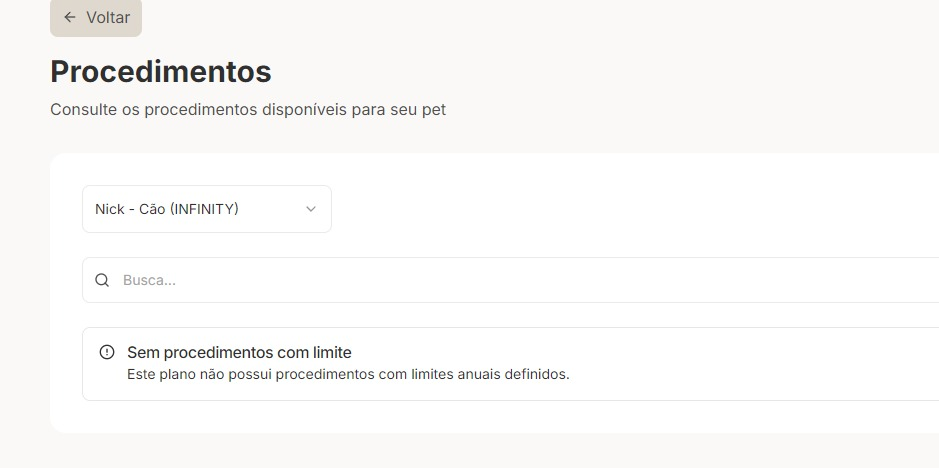 Voltar
Procedimentos
Consulte os procedimentos disponíveis para seu pet
Nick - Cão (INFINITY)
Busca...
Sem procedimentos com limite
Este plano não possui procedimentos com limites anuais definidos.